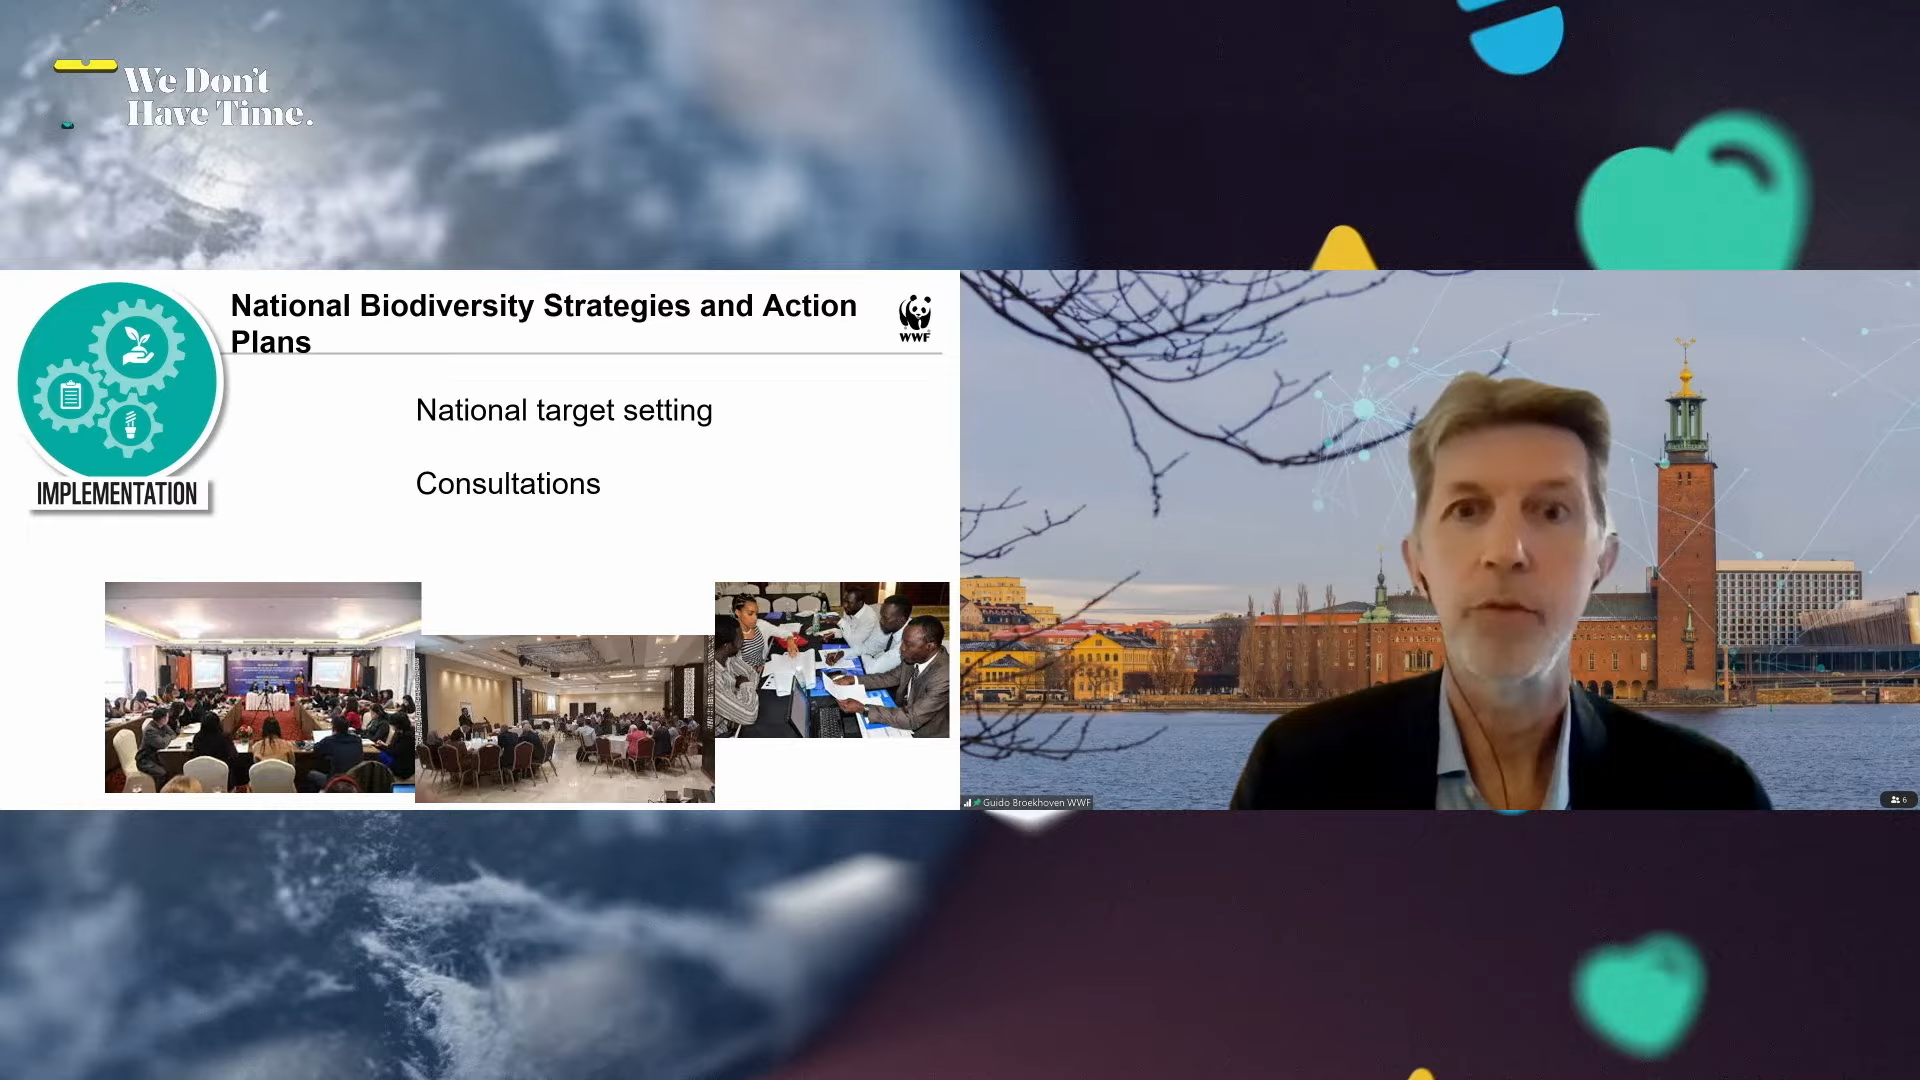 We Don't
Have Time.
National Biodiversity Strategies and Action
Plans
WWF
National target setting
IMPLEMENTATION
Consultations
Guido Broekhoven WWF
6